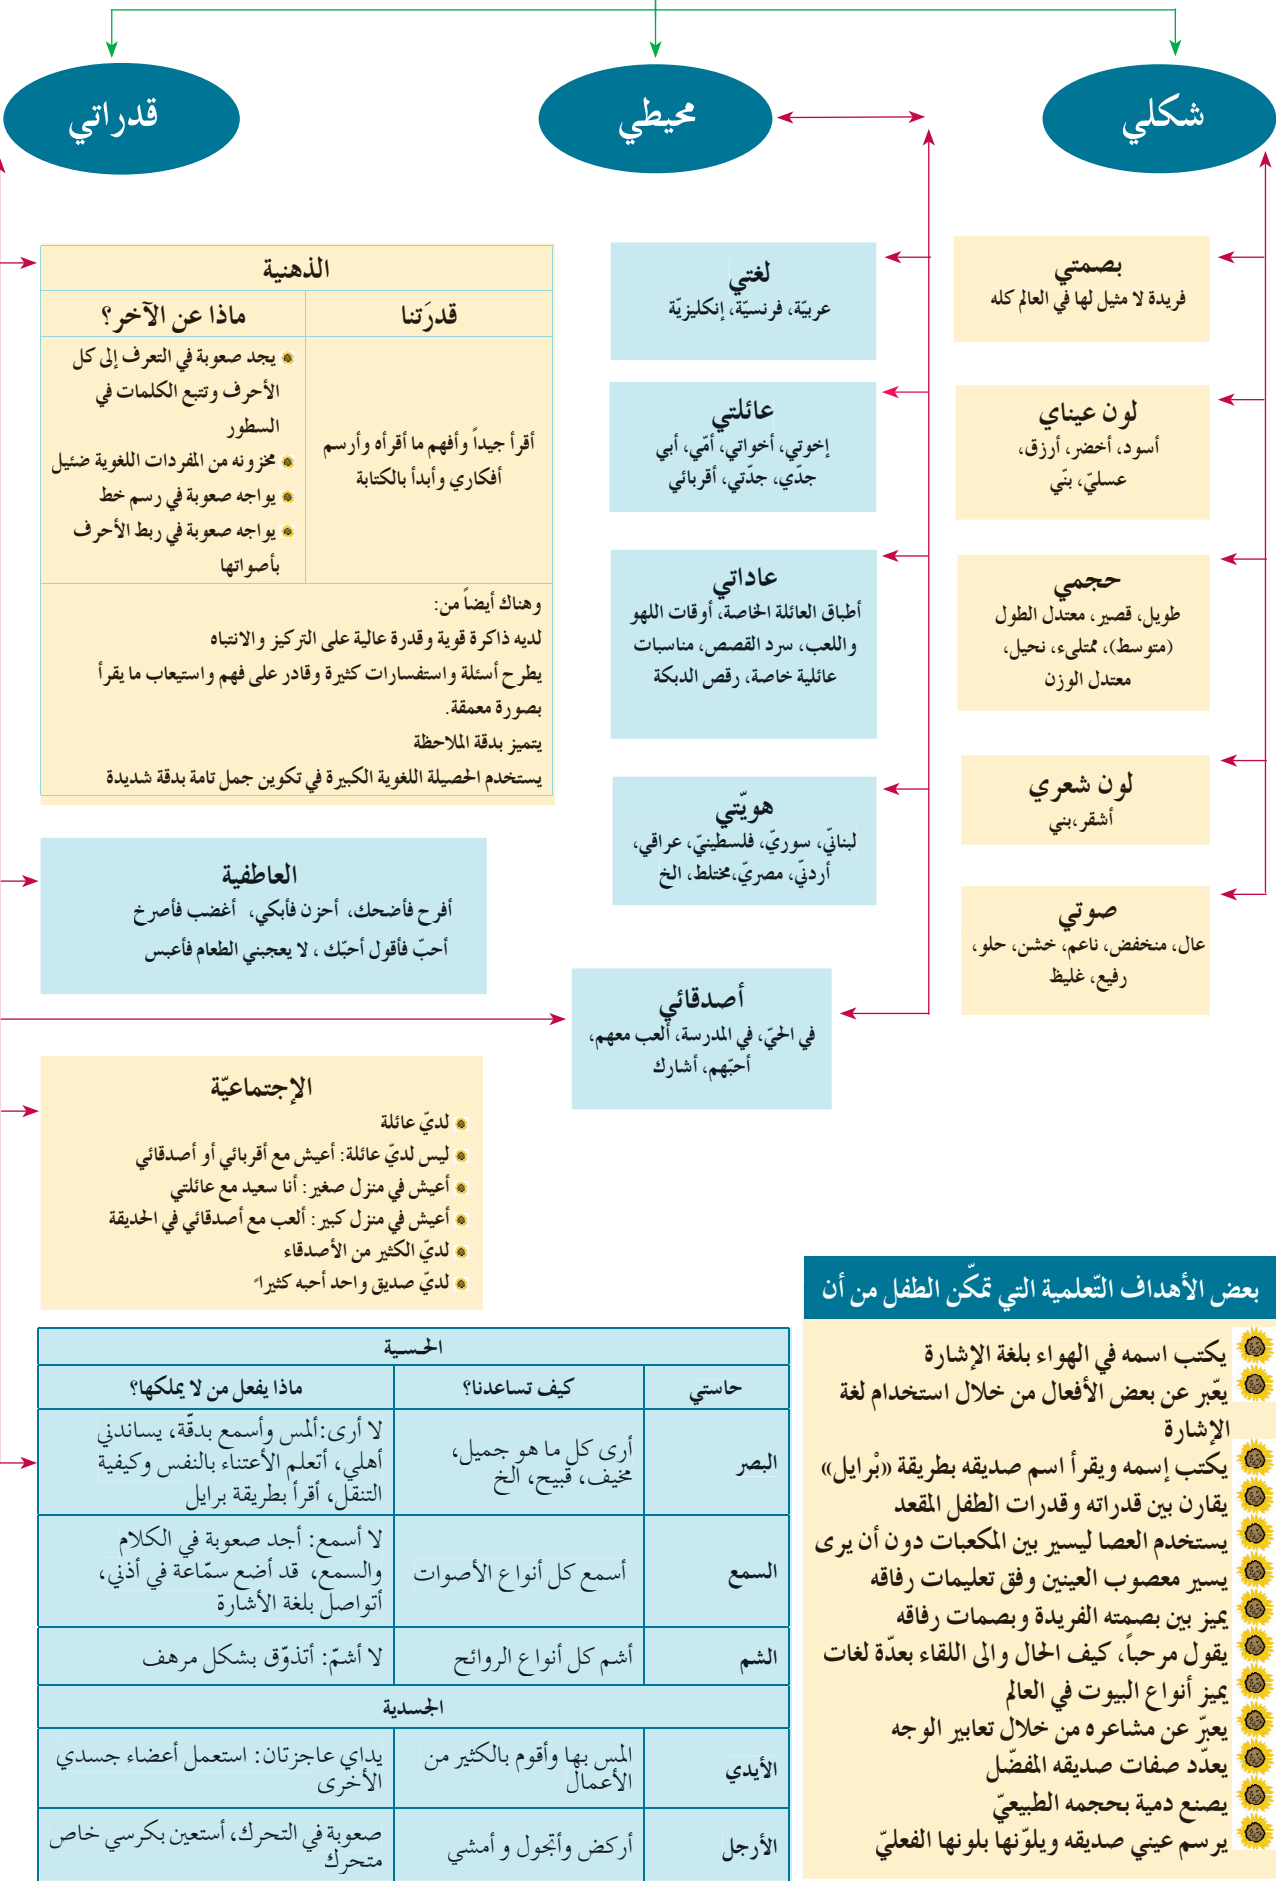 شكلي
محيطي
قدراتي
بصمتي
فريدة لا مثيل لها في العالم كله
لون عيناي
أسود، أخضر، أرزق،
عسليّ، بنّي
حجمي
طويل، قصير، معتدل الطول
(متوسط)، ممتلىء، نحيل،
معتدل الوزن
لون شعري
أشقر،بني
صوتي
عال، منخفض، ناعم، خشن، حلو،
رفيع، غليظ
لغتي
عربيّة، فرنسيّة، إنكليزيّة
عائلتي
إخوتي، أخواتي، أمّي، أبي
جدّي، جدّتي، أقربائي
عاداتي
أطباق العائلة الخاصة، أوقات اللهو
واللعب، سرد القصص، مناسبات
عائلية خاصة، رقص الدبكة
هويّتي
لبنانيّ، سوريّ، فلسطينيّ، عراقي،
أردنيّ، مصريّ،مختلط، الخ
أصدقائي
في الحيّ، في المدرسة، ألعب معهم،
أحبّهم، أشارك
الذهنية
قدرَتنا
ماذا عن الآخر؟
أقرأ جيداً وأفهم ما أقرأه وأرسم
أفكاري وأبدأ بالكتابة
يجد صعوبة في التعرف إلى كل
الأحرف وتتبع الكلمات في
السطور
مخزونه من المفردات اللغوية ضئيل
يواجه صعوبة في رسم خط
يواجه صعوبة في ربط الأحرف
بأصواتها
وهناك أيضاً من:
لديه ذاكرة قوية وقدرة عالية على التركيز والانتباه
يطرح أسئلة واستفسارات كثيرة وقادر على فهم واستيعاب ما يقرأ
بصورة معمقة.
يتميز بدقة الملاحظة
يستخدم الحصيلة اللغوية الكبيرة في تكوين جمل تامة بدقة شديدة
العاطفية
أفرح فأضحك، أحزن فأبكي، أغضب فأصرخ
أحبّ فأقول أحبّك ، لا يعجبني الطعام فأعبس
الإجتماعيّة
لديّ عائلة
ليس لديّ عائلة: أعيش مع أقربائي أو أصدقائي
أعيش في منزل صغير: أنا سعيد مع عائلتي
أعيش في منزل كبير: ألعب مع أصدقائي في الحديقة
لديّ الكثير من الأصدقاء
لديّ صديق واحد أحبه كثيراً
بعض الأهداف التّعلمية التي تمكّن الطفل من أن
يكتب اسمه في الهواء بلغة الإشارة
يعّبر عن بعض الأفعال من خلال استخدام لغة
الإشارة
يكتب إسمه ويقرأ اسم صديقه بطريقة «بْرايل»
يقارن بين قدراته وقدرات الطفل المقعد
يستخدم العصا ليسير بين المكعبات دون أن يرى
يسير معصوب العينين وفق تعليمات رفاقه
يميز بين بصمته الفريدة وبصمات رفاقه
يقول مرحباً، كيف الحال والى اللقاء بعدّة لغات
يميز أنواع البيوت في العالم
يعبرّ عن مشاعره من خلال تعابير الوجه
يعدّد صفات صديقه المفضّل
يصنع دمية بحجمه الطبيعيّ
يرسم عيني صديقه ويلوّنها بلونها الفعليّ
الحسية
حاستي
كيف تساعدنا؟
ماذا يفعل من لا يملكها؟
البصر
أرى كل ما هو جميل،
مخيف، قبيح، الخ
لا أرى:ألمس وأسمع بدقّة، يساندني
أهلي، أتعلم الأعتناء بالنفس وكيفية
التنقل، أقرأ بطريقة برايل
السمع
أسمع كل أنواع الأصوات
لا أسمع: أجد صعوبة في الكلام
والسمع، قد أضع سمّاعة في أذني،
أتواصل بلغة الأشارة
الشم
أشم كل أنواع الروائح
لا أشمّ: أتذوّق بشكل مرهف
الجسدية
الأيدي
المس بها وأقوم بالكثير من
الأعمال
يداي عاجزتان: استعمل أعضاء جسدي
الأخرى
الأرجل
أركض وأتجول و أمشي
صعوبة في التحرك، أستعين بكرسي خاص
متحرك